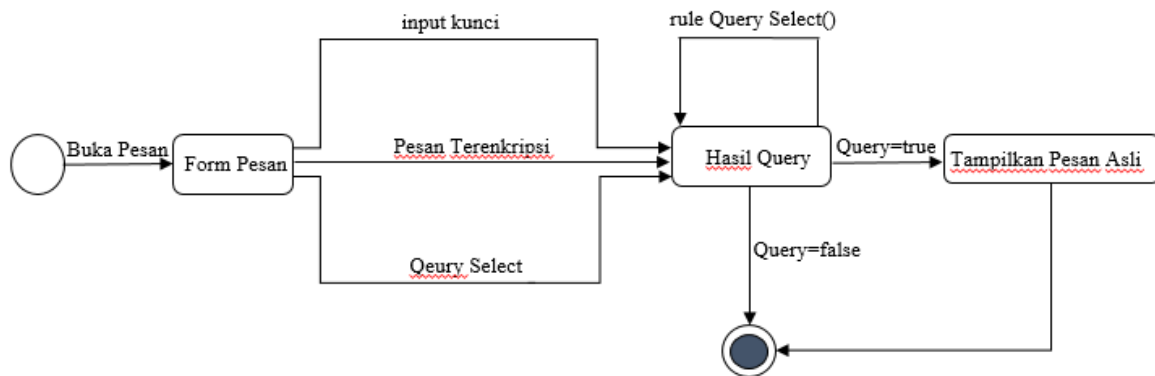 input kunci
rule Query Select()
Buka Pesan
Form Pesan
Pesan Terenkripsi
Hasil Query
Query=true
Tampilkan Pesan Asli
Query=false
Qeury Select